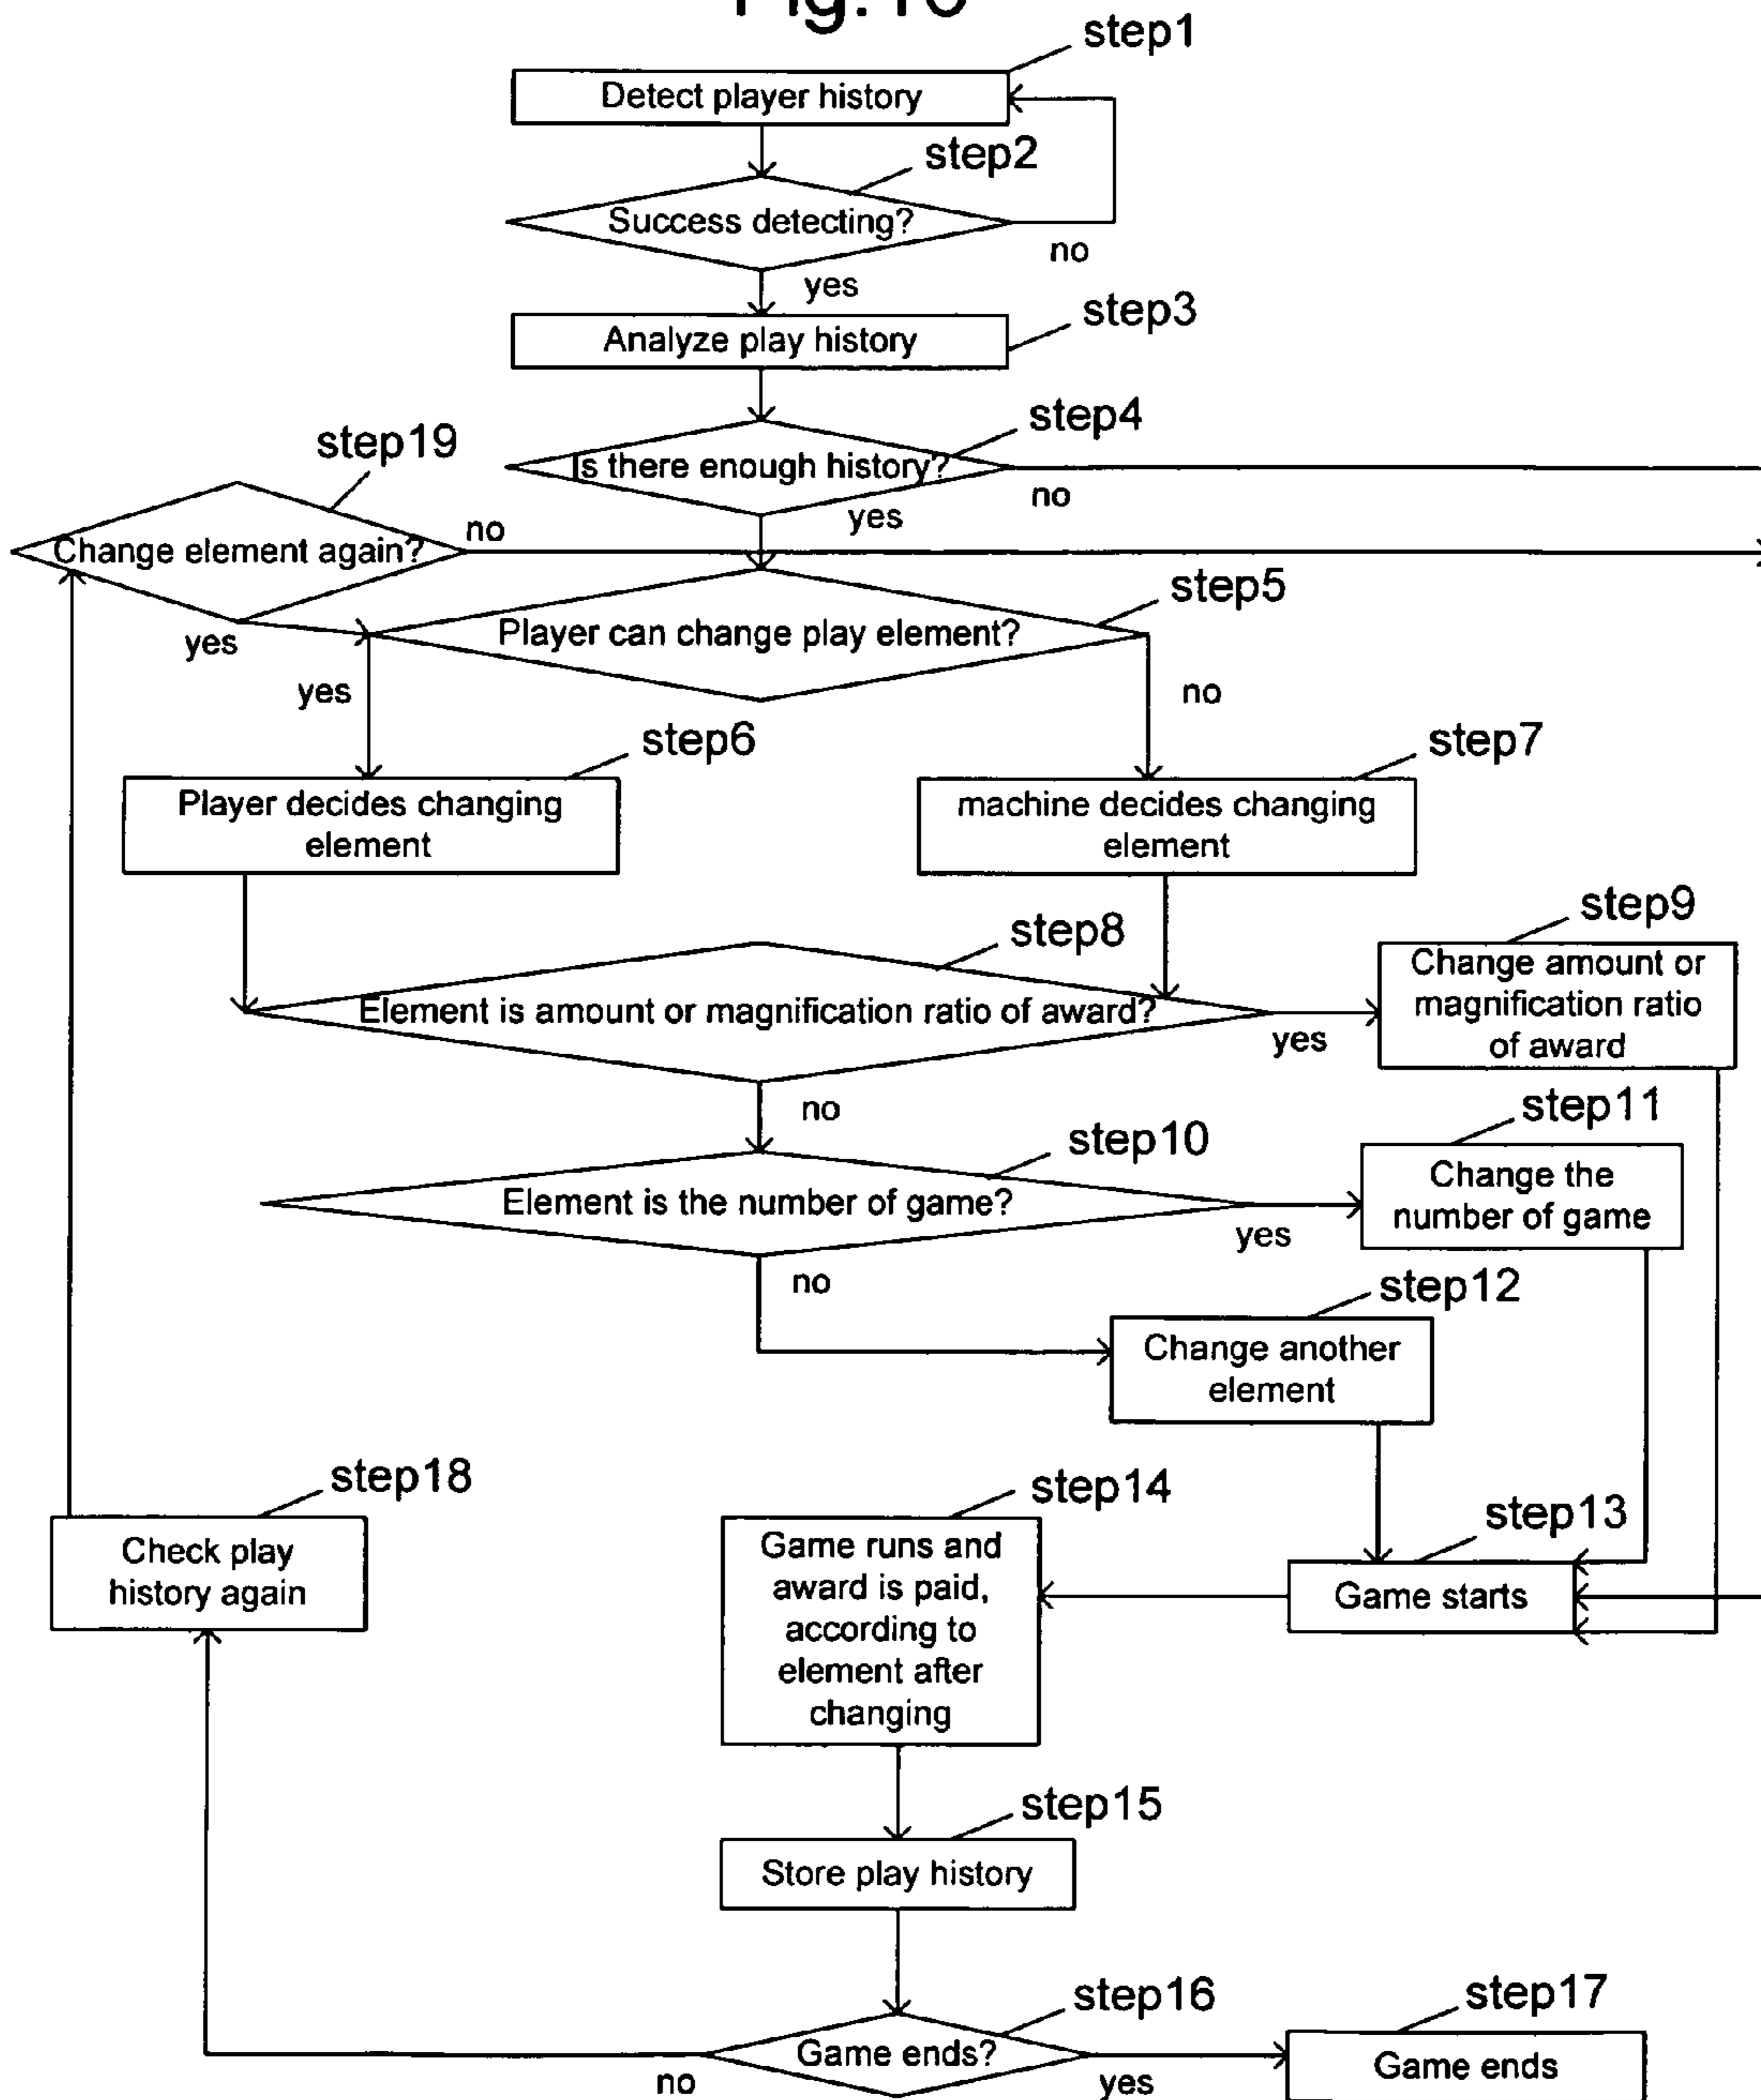 step1
Detect player history
step2
Success detecting?
no
yes
step3
Analyze play history
step4
Is there enough history?
no
yes
step19
Change element again?
no
yes
step5
Player can change play element?
yes
no
step6
Player decides changing
element
step7
machine decides changing
element
step8
Element is amount or magnification ratio of award?
yes
no
step9
Change amount or
magnification ratio
of award
step10
Element is the number of game?
yes
no
step11
Change the
number of game
step12
Change another
element
step13
Game starts
step14
Game runs and
award is paid,
according to
element after
changing
step18
Check play
history again
step15
Store play history
step16
Game ends?
no
yes
step17
Game ends